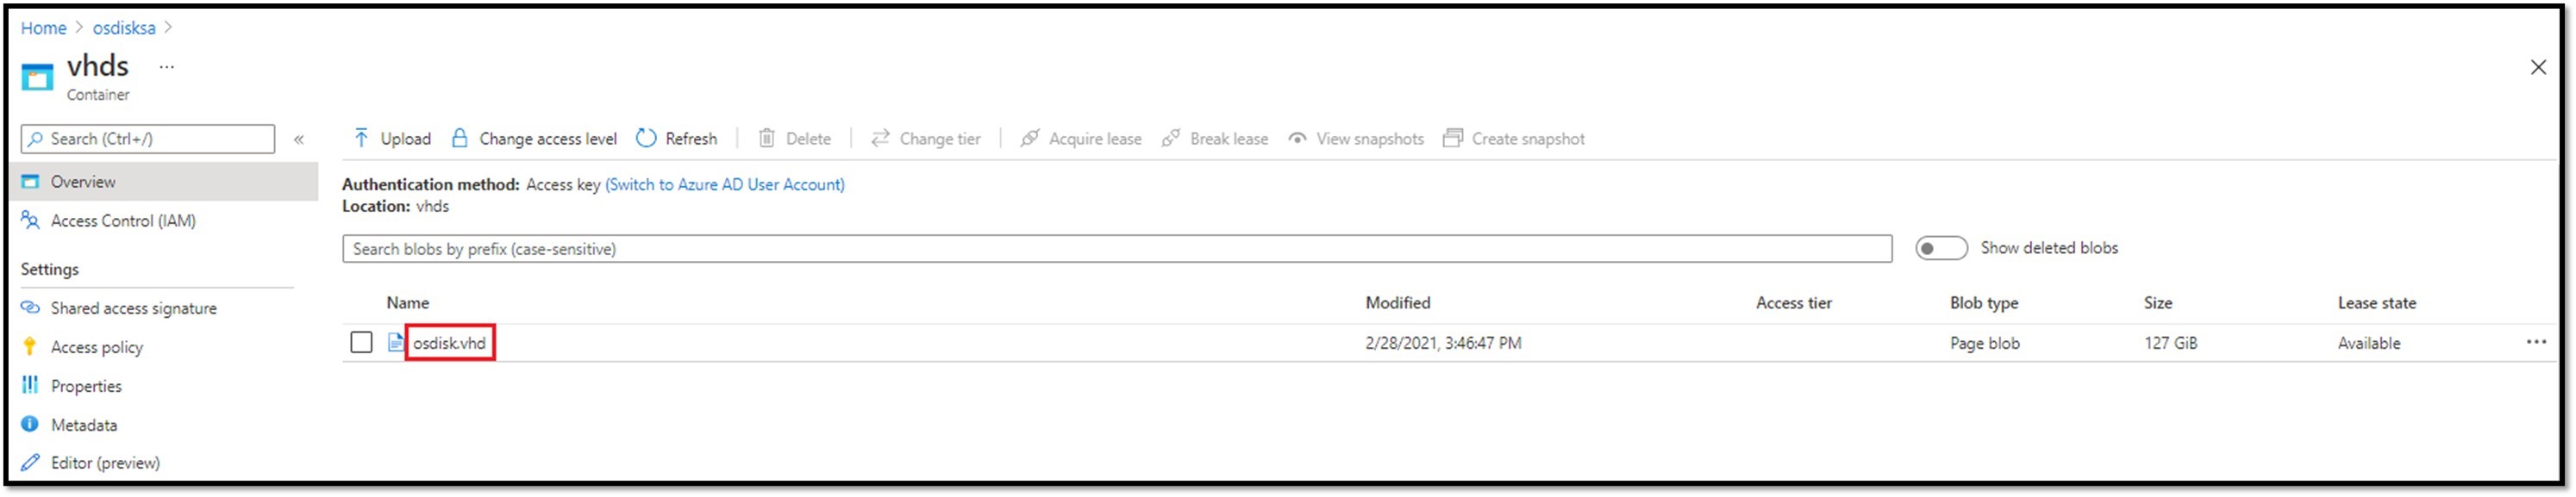 Home > osdisksa >
vhds ...
Container
Search (Ctrl+/) «
Upload Change access level Refresh Delete Change tier Acquire lease Break lease View snapshots Create snapshot
Overview
Access Control (IAM)
Settings
Shared access signature
Access policy
Properties
Metadata
Editor (preview)
Authentication method: Access key (Switch to Azure AD User Account)
Location: vhds
Search blobs by prefix (case-sensitive) Show deleted blobs
Name Modified Access tier Blob type Size Lease state
osdisk.vhd 2/28/2021, 3:46:47 PM Page blob 127 GiB Available ...